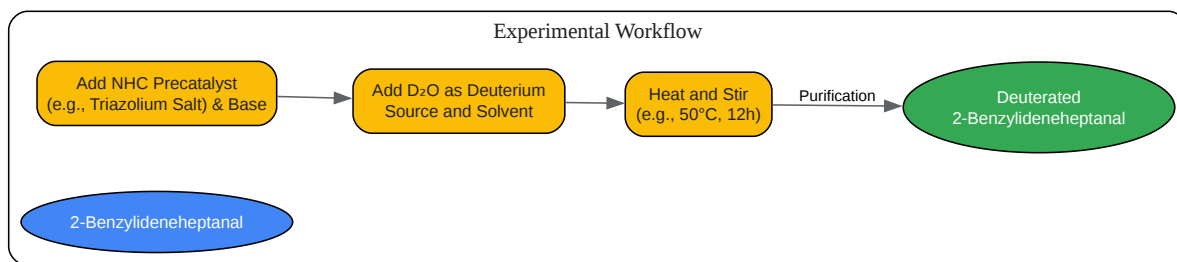 Experimental Workflow
Add NHC Precatalyst
(e.g., Triazolium Salt) & Base
Add D₂O as Deuterium
Source and Solvent
Heat and Stir
(e.g., 50°C, 12h)
Purification
Deuterated
2-Benzylideneheptanal
2-Benzylideneheptanal